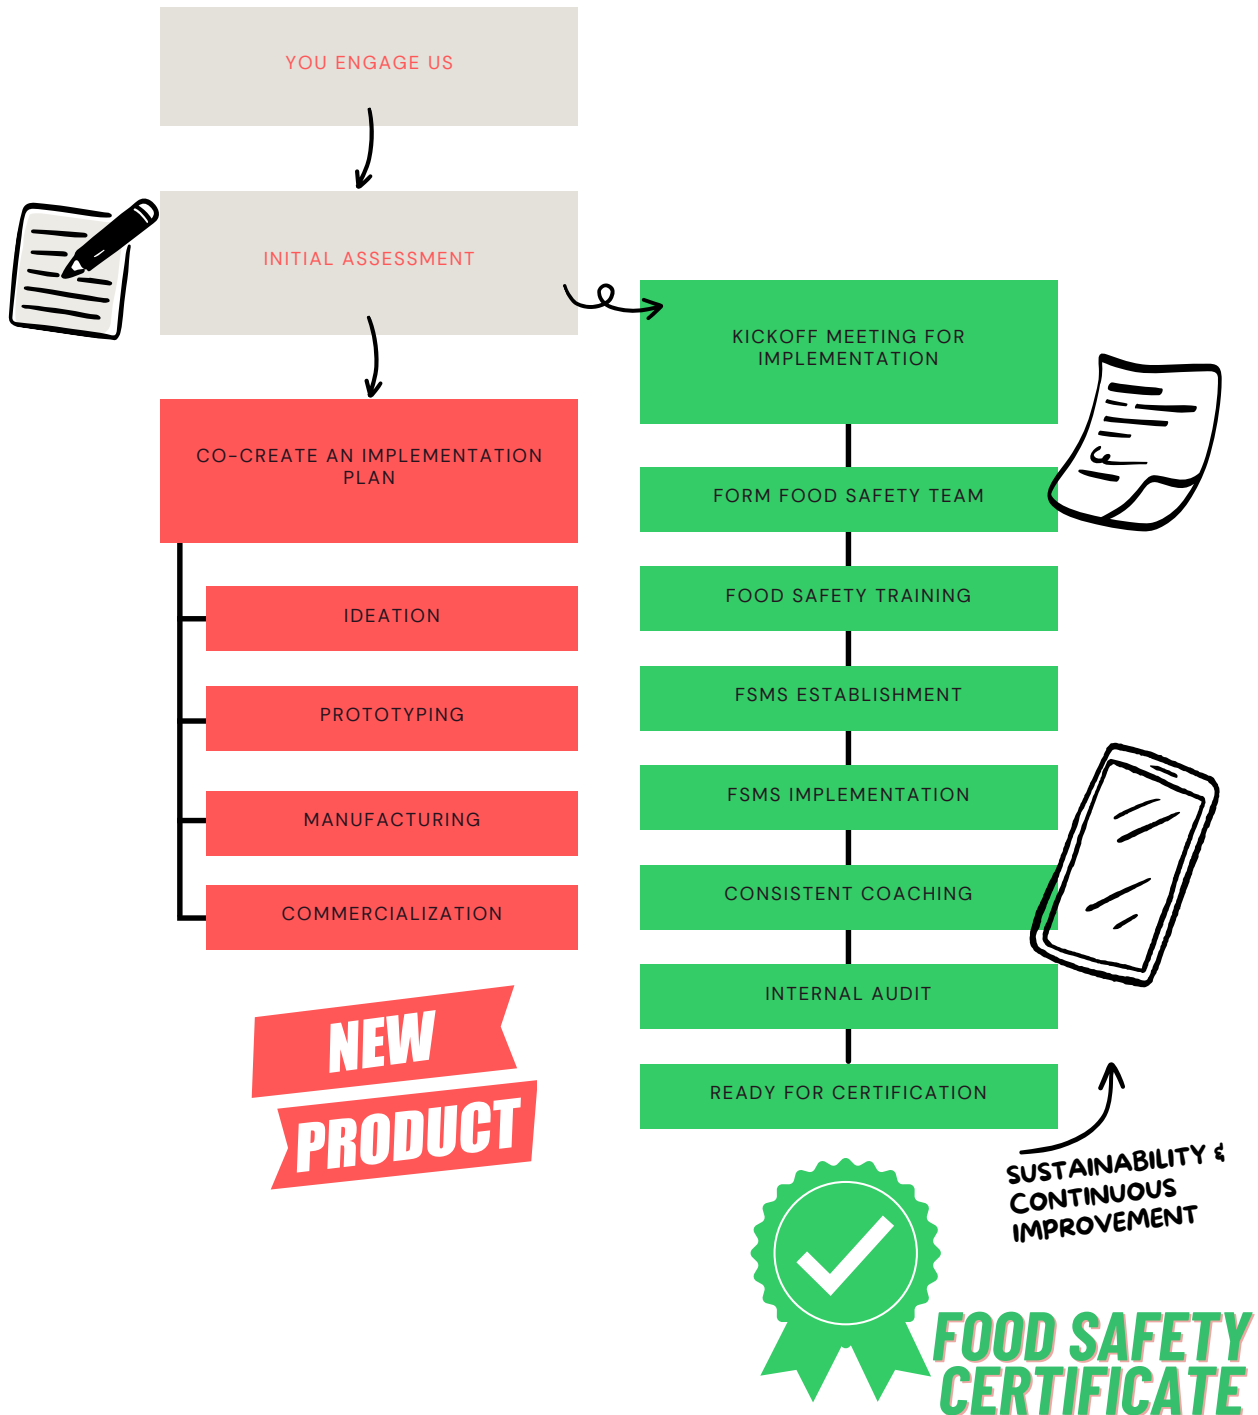 YOU ENGAGE US
INITIAL ASSESSMENT
CO-CREATE AN IMPLEMENTATION
PLAN
IDEATION
PROTOTYPING
MANUFACTURING
COMMERCIALIZATION
NEW
PRODUCT
KICKOFF MEETING FOR
IMPLEMENTATION
FORM FOOD SAFETY TEAM
FOOD SAFETY TRAINING
FSMS ESTABLISHMENT
FSMS IMPLEMENTATION
CONSISTENT COACHING
INTERNAL AUDIT
READY FOR CERTIFICATION
SUSTAINABILITY &
CONTINUOUS
IMPROVEMENT
FOOD SAFETY
CERTIFICATE